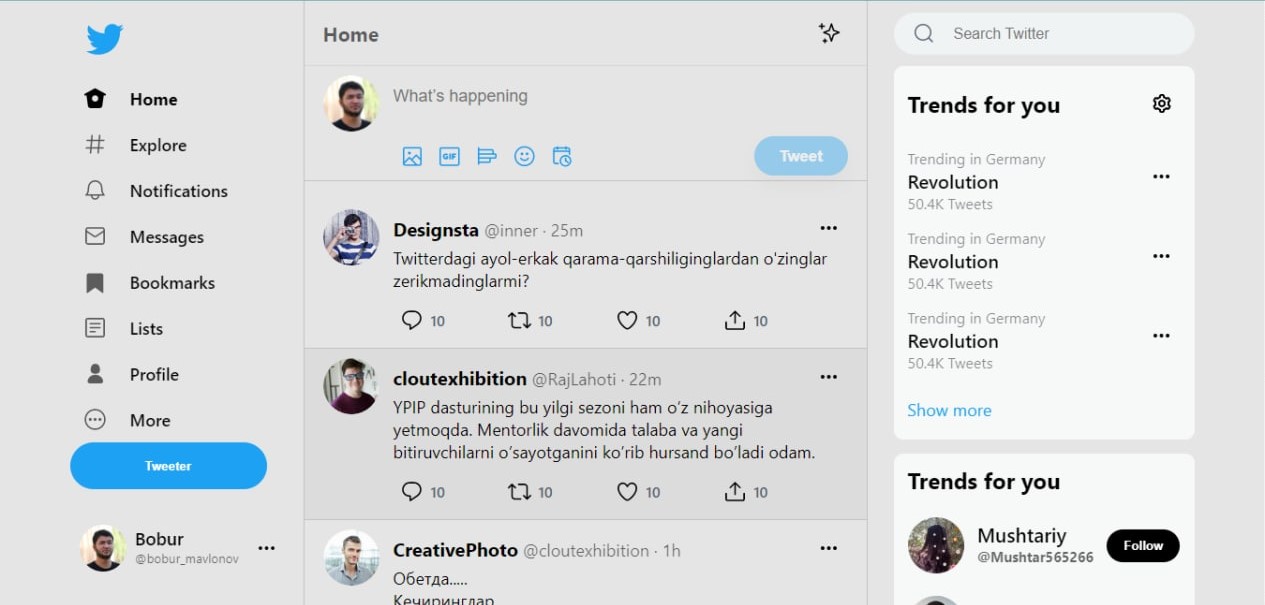 Home
Explore
Notifications
Messages
Bookmarks
Lists
Profile
More
Tweeter
Bobur
@bobur_mavlonov
Home
What's happening
GIF
Tweet
Designsta @inner · 25m
Twitterdagi ayol-erkak qarama-qarshiliginglardan o'zinglar
zerikmadinglarmi?
10 10 10 10
cloutexhibition @RajLahoti · 22m
YPIP dasturining bu yilgi sezoni ham o’z nihoyasiga
yetmoqda. Mentorlik davomida talaba va yangi
bitiruvchilarni o’sayotganini ko’rib hursand bo’ladi odam.
10 10 10 10
CreativePhoto @cloutexhibition · 1h
Обетда.....
Кечиринглар
Search Twitter
Trends for you
Trending in Germany
Revolution
50.4K Tweets
Trending in Germany
Revolution
50.4K Tweets
Trending in Germany
Revolution
50.4K Tweets
Show more
Trends for you
Mushtariy
@Mushtar565266
Follow